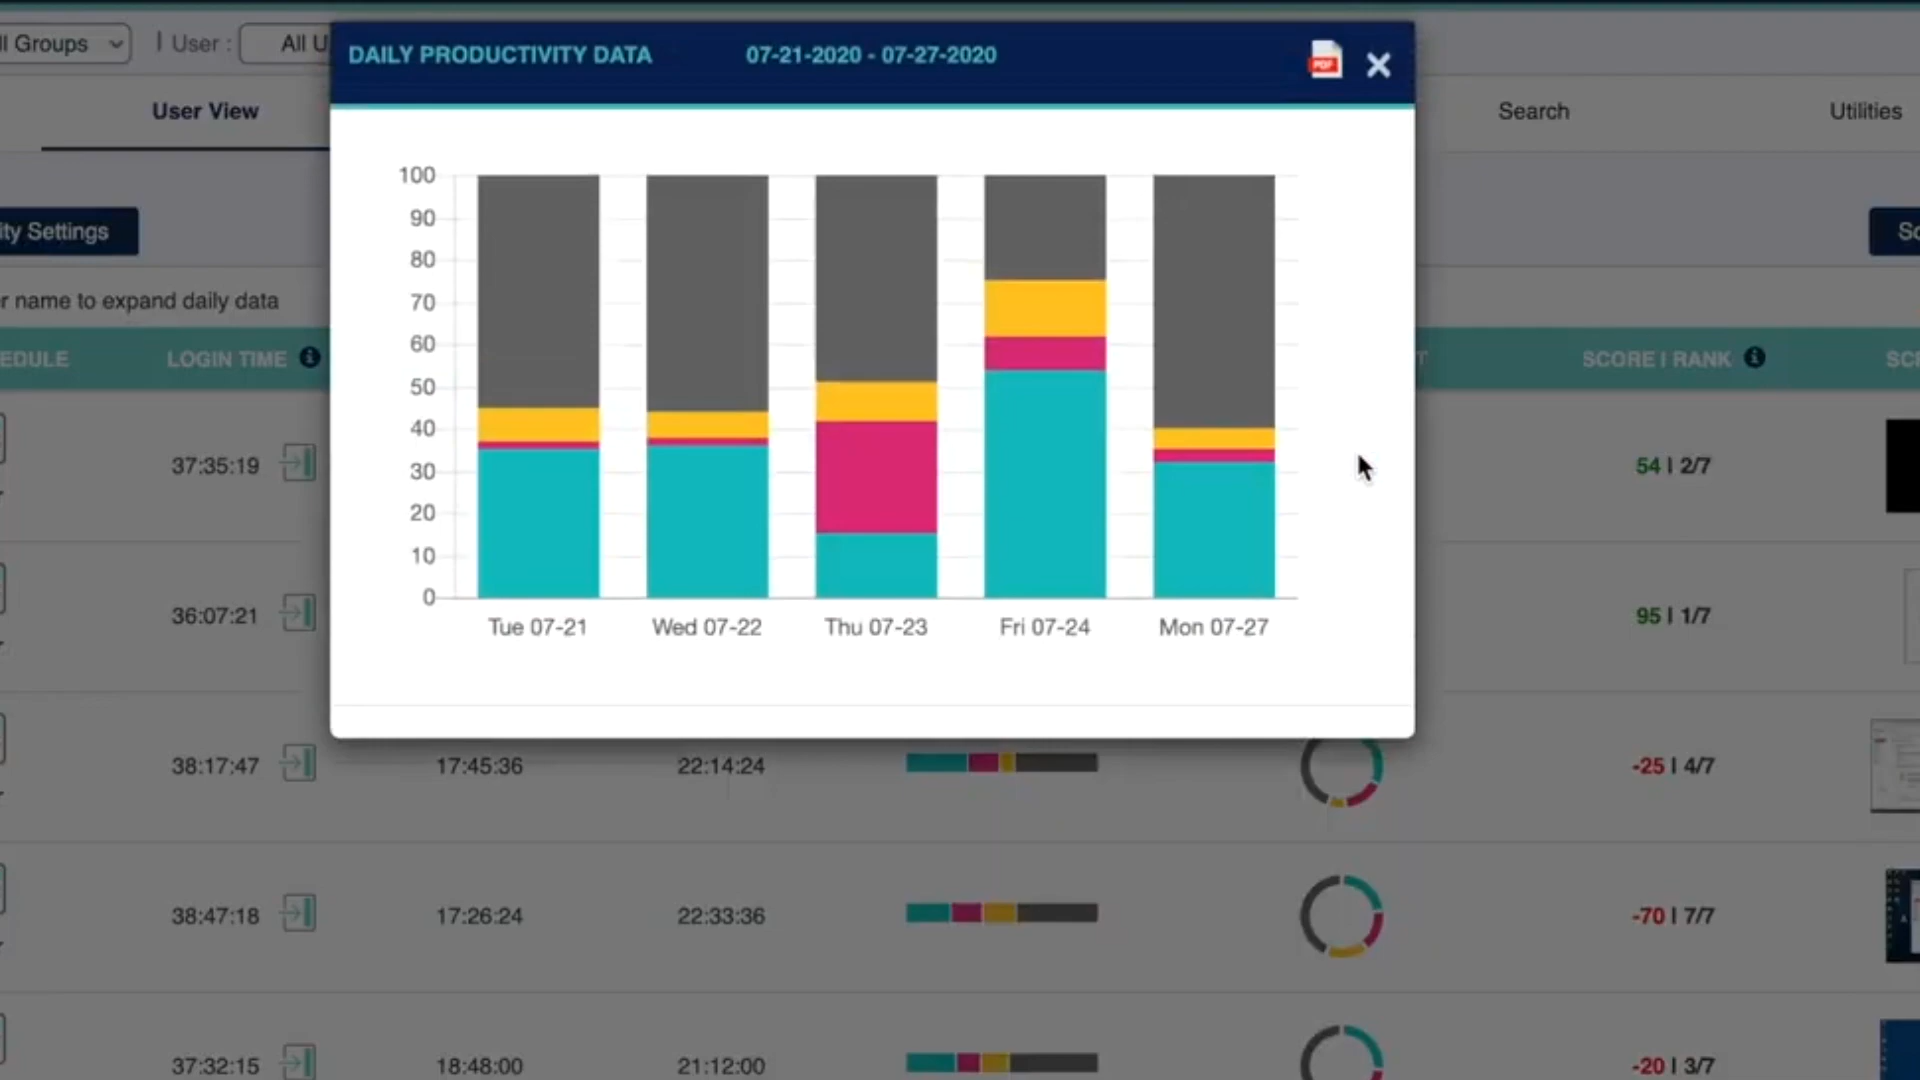 ll Groups
User :
All U
DAILY PRODUCTIVITY DATA
07-21-2020 - 07-27-2020
PDF
User View
Search
Utilities
ity Settings
Sc
r name to expand daily data
EDULE
LOGIN TIME
T
SCORE | RANK
SCR
100
90
80
70
60
50
40
30
20
10
0
Tue 07-21
Wed 07-22
Thu 07-23
Fri 07-24
Mon 07-27
37:35:19
54 | 2/7
36:07:21
95 | 1/7
38:17:47
17:45:36
22:14:24
-25 | 4/7
38:47:18
17:26:24
22:33:36
-70 | 7/7
37:32:15
18:48:00
21:12:00
-20 | 3/7